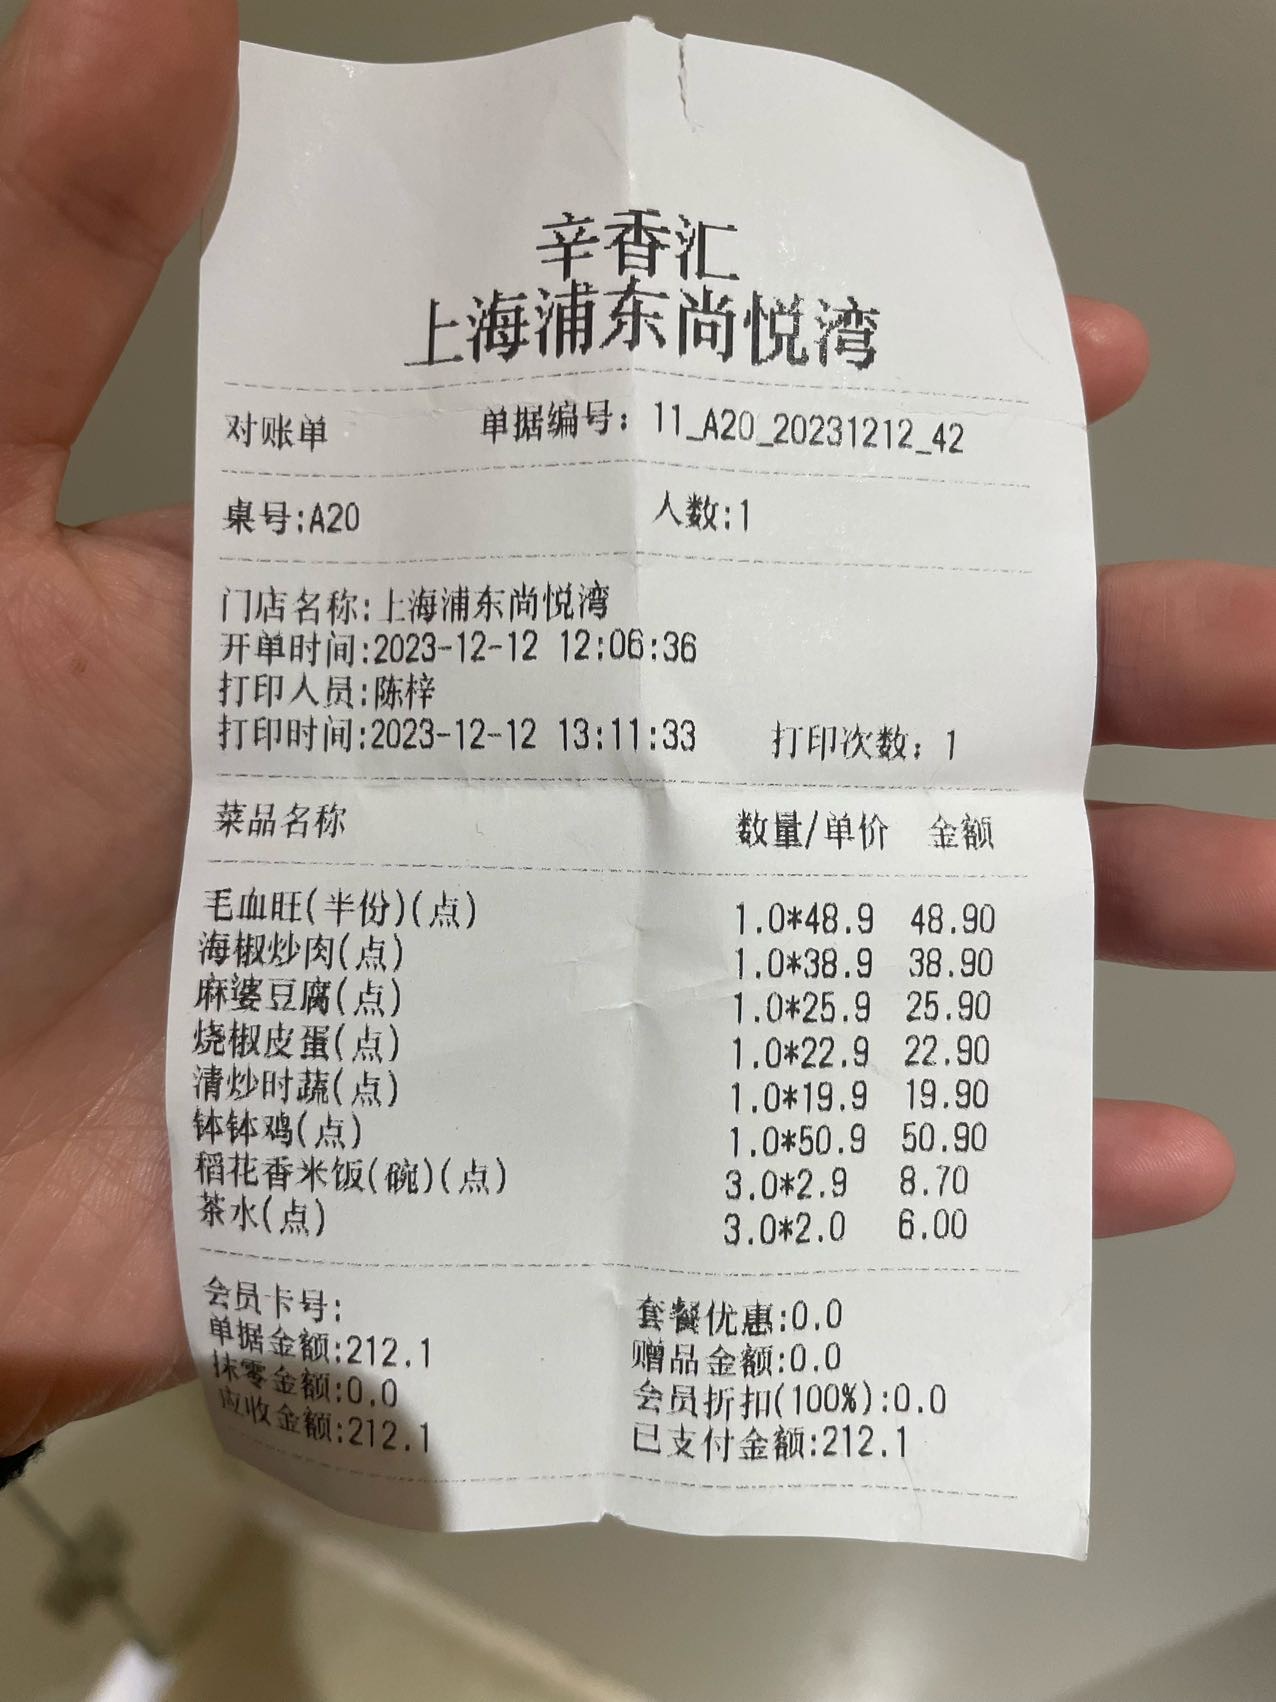 辛香汇
上海浦东尚悦湾
对账单 单据编号：11_A20_20231212_42
桌号:A20 人数:1
门店名称:上海浦东尚悦湾
开单时间:2023-12-12 12:06:36
打印人员:陈梓
打印时间:2023-12-12 13:11:33 打印次数：1
菜品名称 数量/单价 金额
毛血旺(半份)(点) 1.0*48.9 48.90
海椒炒肉(点) 1.0*38.9 38.90
麻婆豆腐(点) 1.0*25.9 25.90
烧椒皮蛋(点) 1.0*22.9 22.90
清炒时蔬(点) 1.0*19.9 19.90
钵钵鸡(点) 1.0*50.9 50.90
稻花香米饭(碗)(点) 3.0*2.9 8.70
茶水(点) 3.0*2.0 6.00
会员卡号: 套餐优惠:0.0
单据金额:212.1 赠品金额:0.0
抹零金额:0.0 会员折扣(100%):0.0
应收金额:212.1 已支付金额:212.1